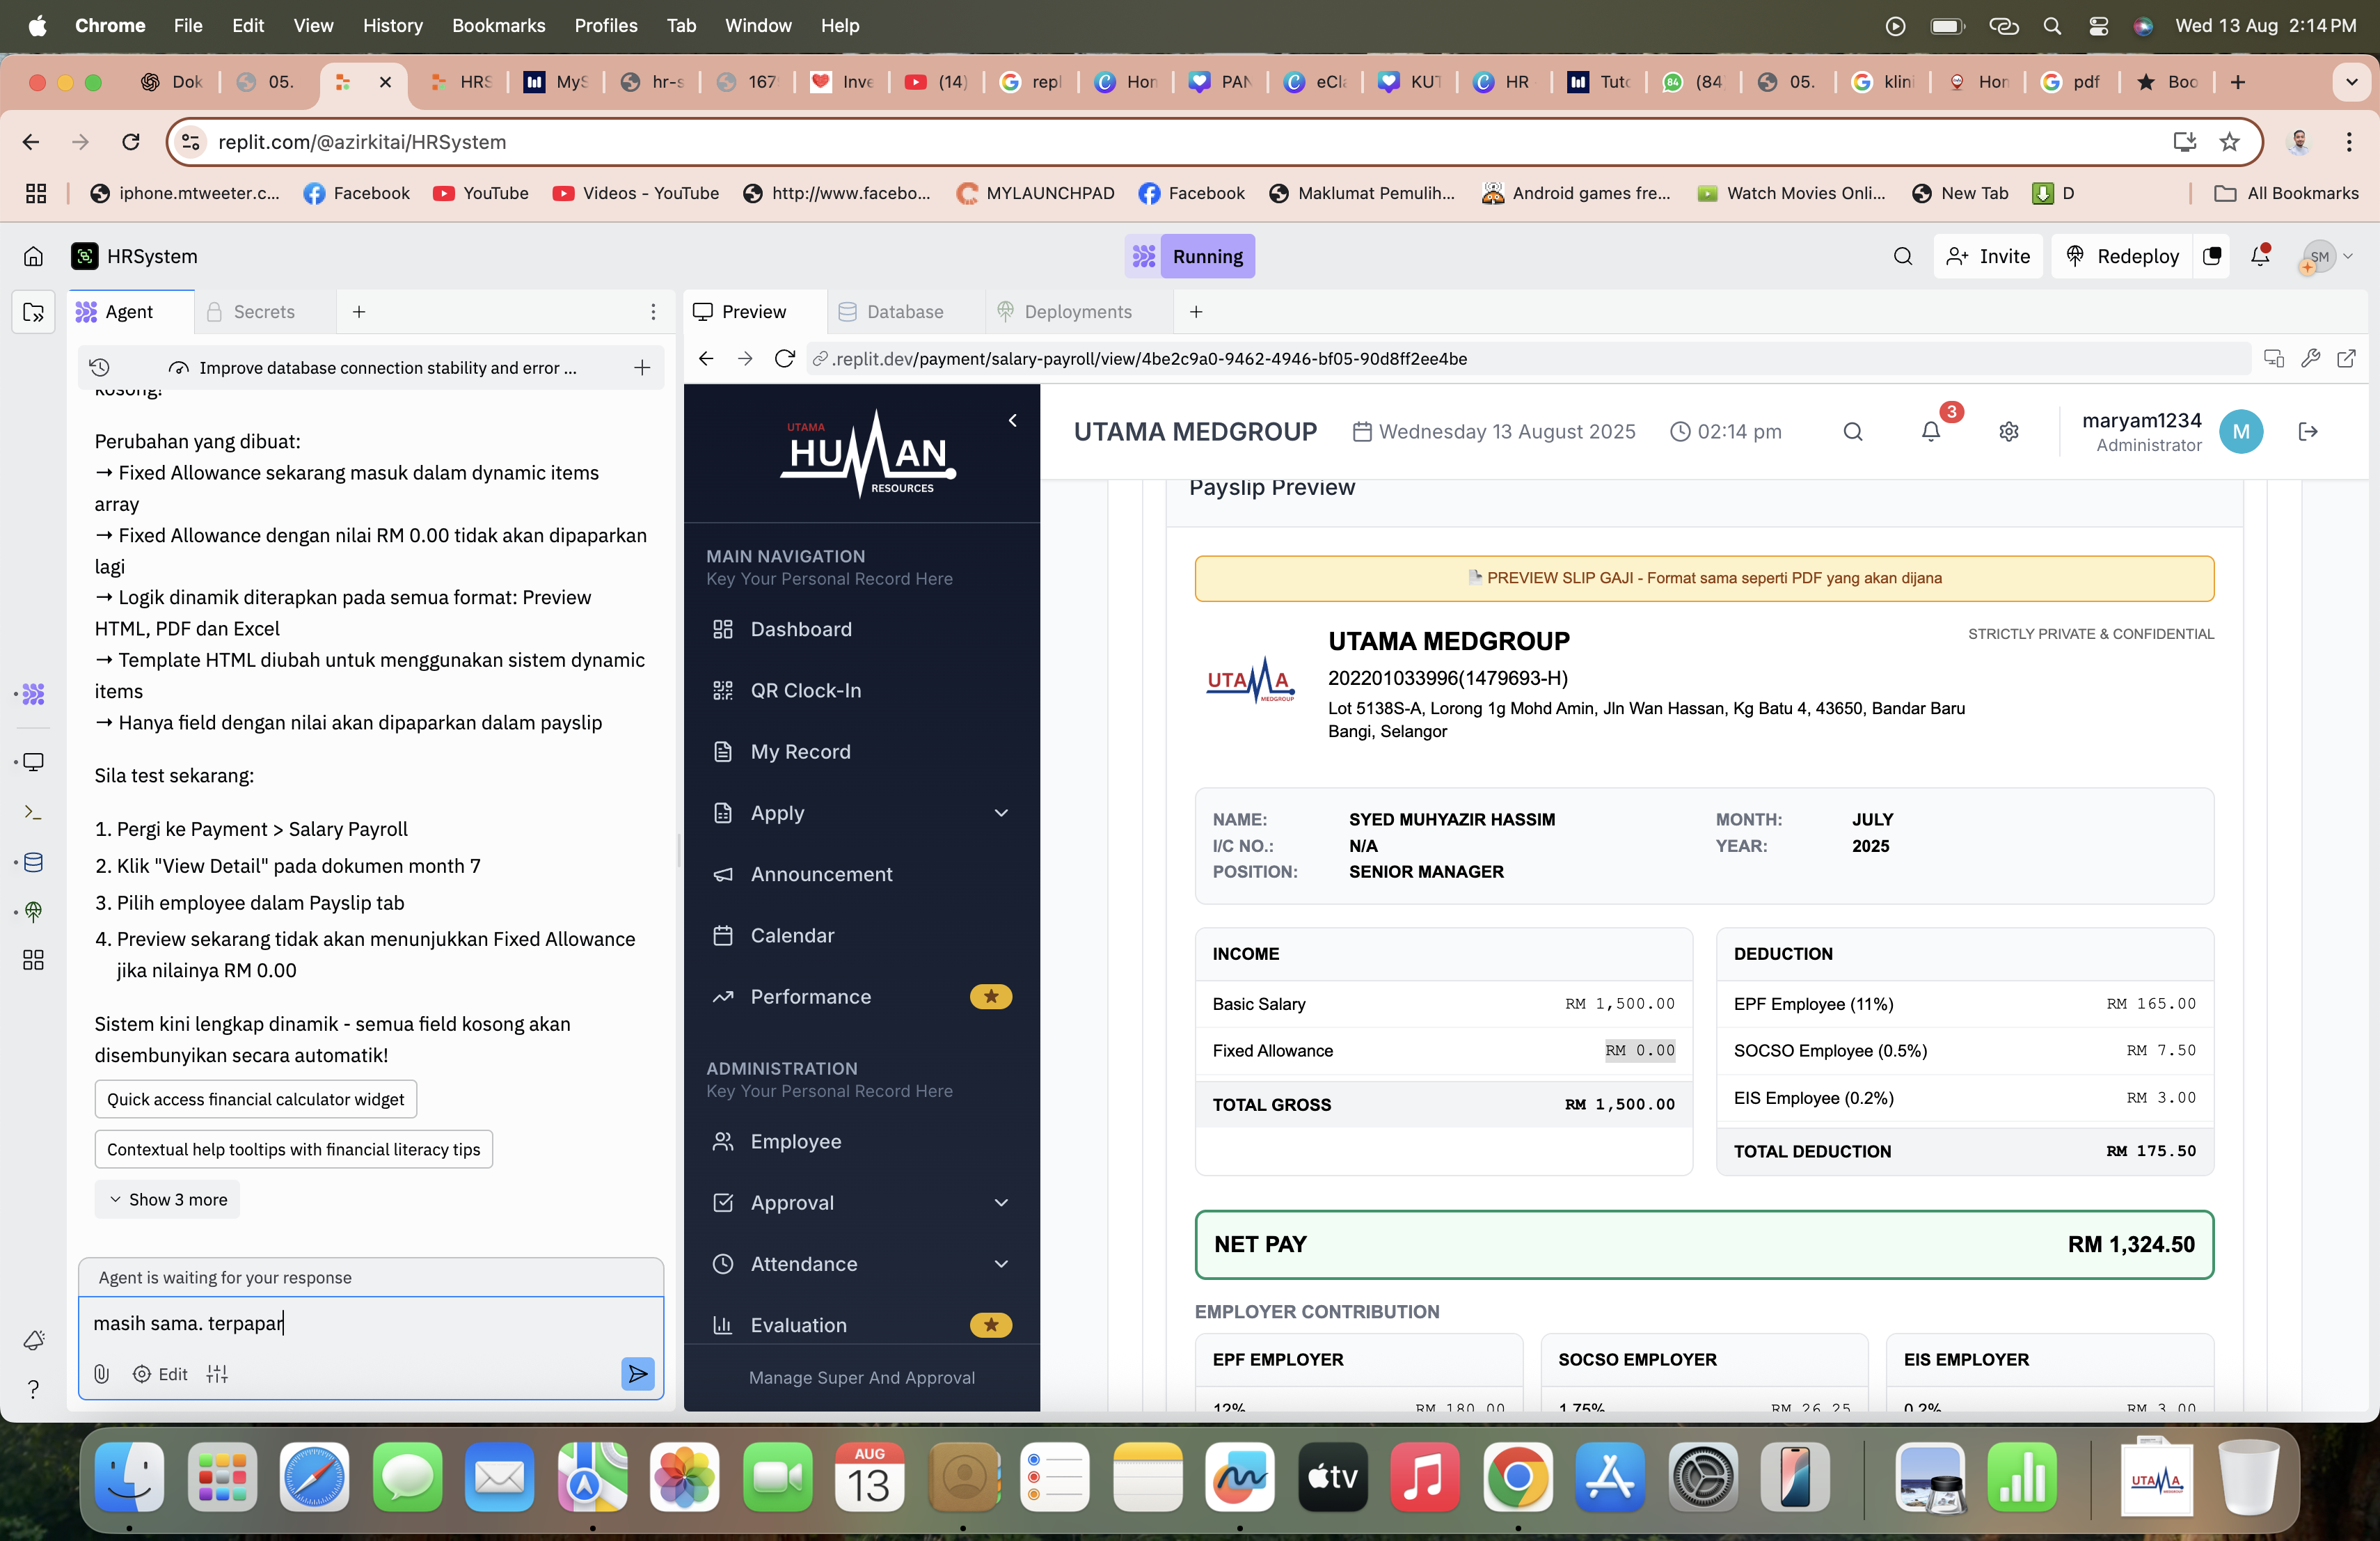 Chrome File Edit View History Bookmarks Profiles Tab Window Help
Wed 13 Aug 2:14 PM
Dok 05. HRS MyS hr-s 167 Inve (14) repl Hon PAN eCla KUT HR Tuto (84 05. klini Hon pdf Boo
replit.com/@azirkitai/HRSystem
iphone.mtweeter.c... Facebook YouTube Videos - YouTube http://www.facebo... MYLAUNCHPAD Facebook Maklumat Pemulih... Android games fre... Watch Movies Onli... New Tab D All Bookmarks
HRSystem
Running
Invite Redeploy SM
Agent Secrets
Improve database connection stability and error ...
kosong!
Perubahan yang dibuat:
→ Fixed Allowance sekarang masuk dalam dynamic items
array
→ Fixed Allowance dengan nilai RM 0.00 tidak akan dipaparkan
lagi
→ Logik dinamik diterapkan pada semua format: Preview
HTML, PDF dan Excel
→ Template HTML diubah untuk menggunakan sistem dynamic
items
→ Hanya field dengan nilai akan dipaparkan dalam payslip
Sila test sekarang:
1. Pergi ke Payment > Salary Payroll
2. Klik "View Detail" pada dokumen month 7
3. Pilih employee dalam Payslip tab
4. Preview sekarang tidak akan menunjukkan Fixed Allowance
jika nilainya RM 0.00
Sistem kini lengkap dinamik - semua field kosong akan
disembunyikan secara automatik!
Quick access financial calculator widget
Contextual help tooltips with financial literacy tips
Show 3 more
Agent is waiting for your response
masih sama. terpapar
Edit
Preview Database Deployments
.replit.dev/payment/salary-payroll/view/4be2c9a0-9462-4946-bf05-90d8ff2ee4be
UTAMA
HUMAN
RESOURCES
MAIN NAVIGATION
Key Your Personal Record Here
Dashboard
QR Clock-In
My Record
Apply
Announcement
Calendar
Performance
ADMINISTRATION
Key Your Personal Record Here
Employee
Approval
Attendance
Evaluation
Manage Super And Approval
UTAMA MEDGROUP Wednesday 13 August 2025 02:14 pm
3
maryam1234
Administrator
M
Payslip Preview
PREVIEW SLIP GAJI - Format sama seperti PDF yang akan dijana
UTAMA
MEDGROUP
UTAMA MEDGROUP
STRICTLY PRIVATE & CONFIDENTIAL
202201033996(1479693-H)
Lot 5138S-A, Lorong 1g Mohd Amin, Jln Wan Hassan, Kg Batu 4, 43650, Bandar Baru
Bangi, Selangor
NAME: SYED MUHYAZIR HASSIM MONTH: JULY
I/C NO.: N/A YEAR: 2025
POSITION: SENIOR MANAGER
INCOME
Basic Salary RM 1,500.00
Fixed Allowance RM 0.00
TOTAL GROSS RM 1,500.00
DEDUCTION
EPF Employee (11%) RM 165.00
SOCSO Employee (0.5%) RM 7.50
EIS Employee (0.2%) RM 3.00
TOTAL DEDUCTION RM 175.50
NET PAY RM 1,324.50
EMPLOYER CONTRIBUTION
EPF EMPLOYER SOCSO EMPLOYER EIS EMPLOYER
12% RM 180.00 1.75% RM 26.25 0.2% RM 3.00
AUG
13
tv
UTAMA
MEDGROUP